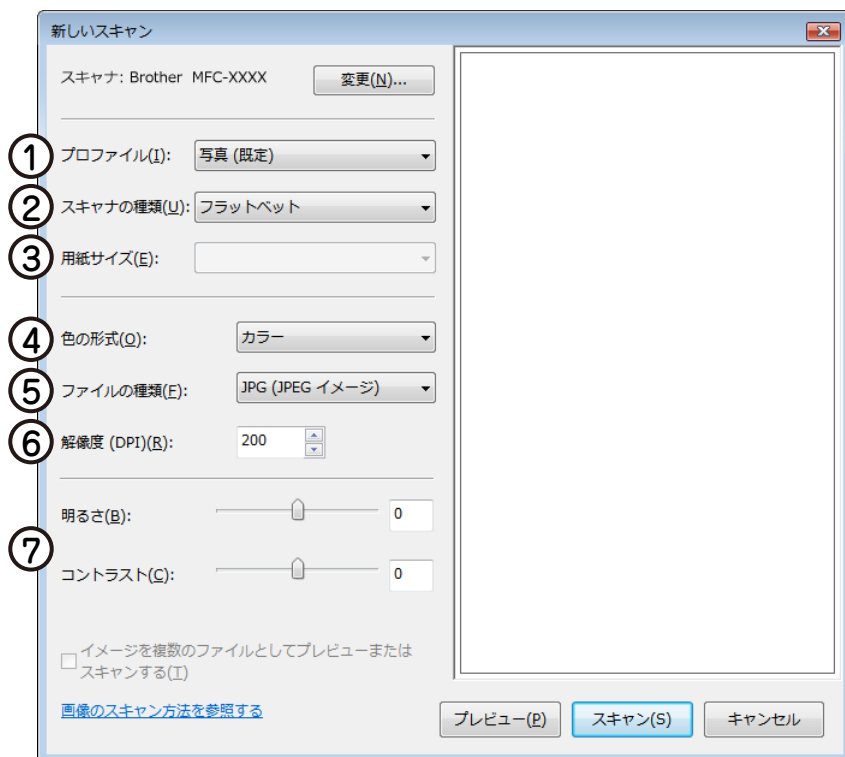 新しいスキャン
スキャナ: Brother MFC-XXXX 変更(N)...
① プロファイル(I): 写真 (既定)
② スキャナの種類(U): フラットベット
③ 用紙サイズ(E):
④ 色の形式(O): カラー
⑤ ファイルの種類(F): JPG (JPEG イメージ)
⑥ 解像度 (DPI)(R): 200
明るさ(B): 0
⑦
コントラスト(C): 0
イメージを複数のファイルとしてプレビューまたは
スキャンする(T)
画像のスキャン方法を参照する
プレビュー(P) スキャン(S) キャンセル